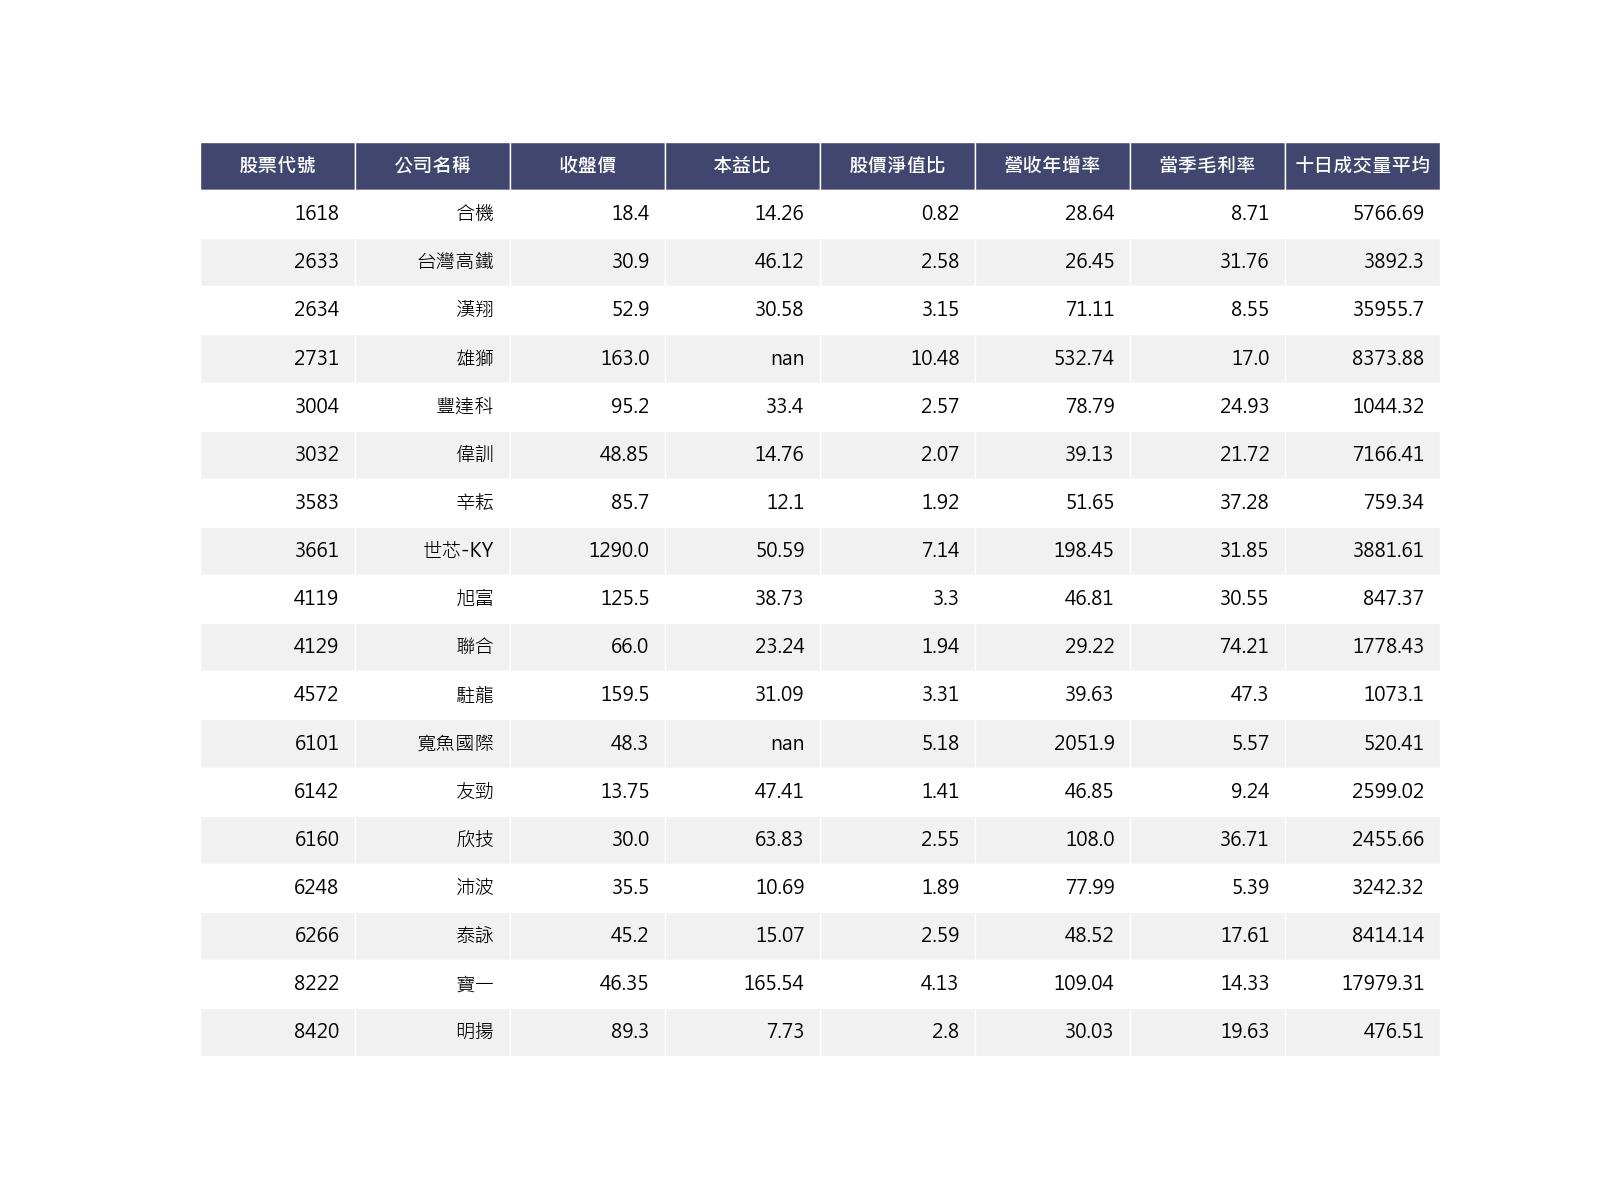 股票代號 公司名稱 收盤價 本益比 股價淨值比 營收年增率 當季毛利率 十日成交量平均
1618 合機 18.4 14.26 0.82 28.64 8.71 5766.69
2633 台灣高鐵 30.9 46.12 2.58 26.45 31.76 3892.3
2634 漢翔 52.9 30.58 3.15 71.11 8.55 35955.7
2731 雄獅 163.0 nan 10.48 532.74 17.0 8373.88
3004 豐達科 95.2 33.4 2.57 78.79 24.93 1044.32
3032 偉訓 48.85 14.76 2.07 39.13 21.72 7166.41
3583 辛耘 85.7 12.1 1.92 51.65 37.28 759.34
3661 世芯-KY 1290.0 50.59 7.14 198.45 31.85 3881.61
4119 旭富 125.5 38.73 3.3 46.81 30.55 847.37
4129 聯合 66.0 23.24 1.94 29.22 74.21 1778.43
4572 駐龍 159.5 31.09 3.31 39.63 47.3 1073.1
6101 寬魚國際 48.3 nan 5.18 2051.9 5.57 520.41
6142 友勁 13.75 47.41 1.41 46.85 9.24 2599.02
6160 欣技 30.0 63.83 2.55 108.0 36.71 2455.66
6248 沛波 35.5 10.69 1.89 77.99 5.39 3242.32
6266 泰詠 45.2 15.07 2.59 48.52 17.61 8414.14
8222 寶一 46.35 165.54 4.13 109.04 14.33 17979.31
8420 明揚 89.3 7.73 2.8 30.03 19.63 476.51